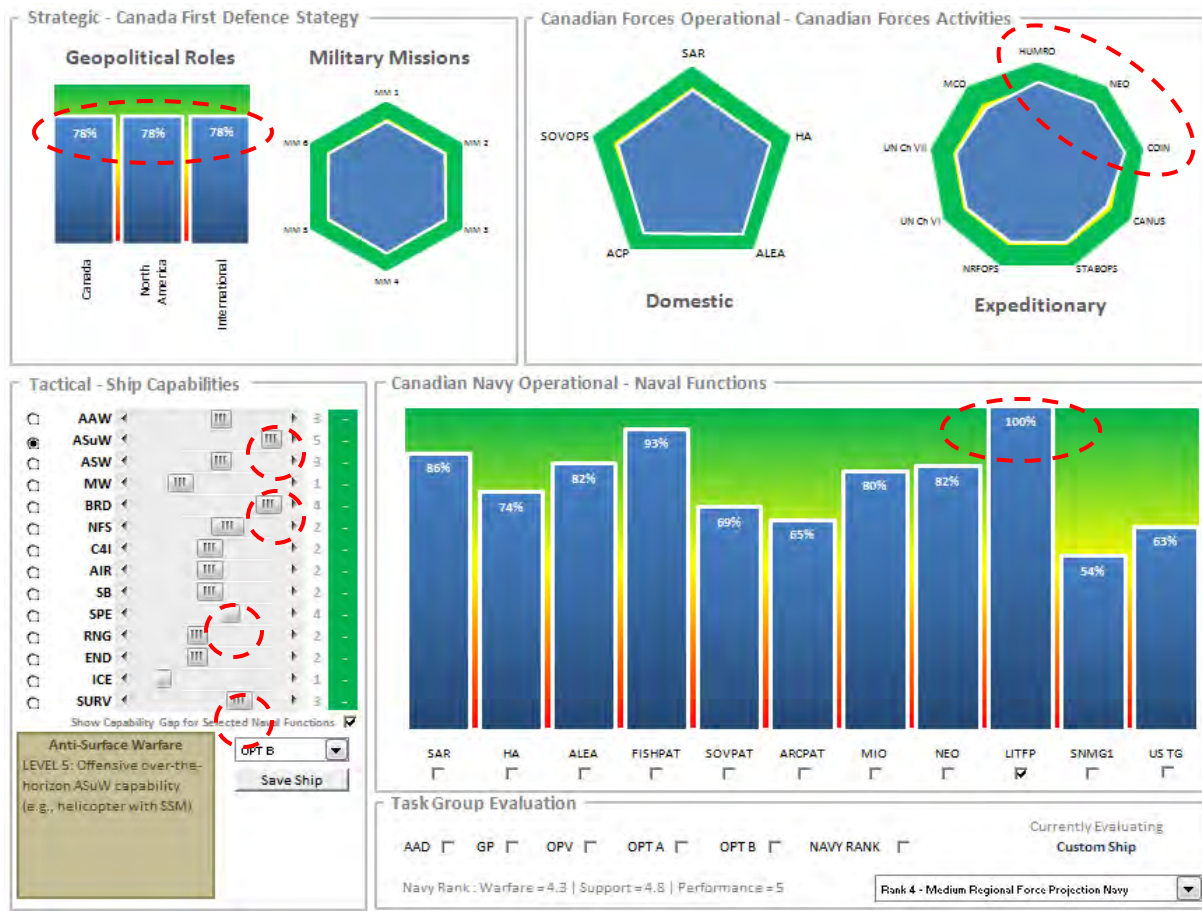 Strategic - Canada First Defence Stategy
Geopolitical Roles
Military Missions
78%
78%
78%
Canada
North
America
International
MM 1
MM 2
MM 3
MM 4
MM 5
MM 6
Canadian Forces Operational - Canadian Forces Activities
SAR
HA
ALEA
ACP
SOVOPS
Domestic
HUMRO
NEO
COIN
CANUS
STABOPS
NRFOPS
UN Ch VI
UN Ch VII
MCO
Expeditionary
Tactical - Ship Capabilities
AAW 3 -
ASuW 5 -
ASW 3 -
MW 1 -
BRD 4 -
NFS 2 -
C4I 2 -
AIR 2 -
SB 2 -
SPE 4 -
RNG 2 -
END 2 -
ICE 1 -
SURV 3 -
Show Capability Gap for Selected Naval Functions
Anti-Surface Warfare
LEVEL 5: Offensive over-the-
horizon ASuW capability
(e.g., helicopter with SSM)
OPT B
Save Ship
Canadian Navy Operational - Naval Functions
86%
74%
82%
93%
69%
65%
80%
82%
100%
54%
63%
SAR HA ALEA FISHPAT SOVPAT ARCPAT MIO NEO LITFP SNMG1 US TG
Task Group Evaluation
AAD GP OPV OPT A OPT B NAVY RANK
Currently Evaluating
Custom Ship
Navy Rank : Warfare = 4.3 | Support = 4.8 | Performance = 5
Rank 4 - Medium Regional Force Projection Navy